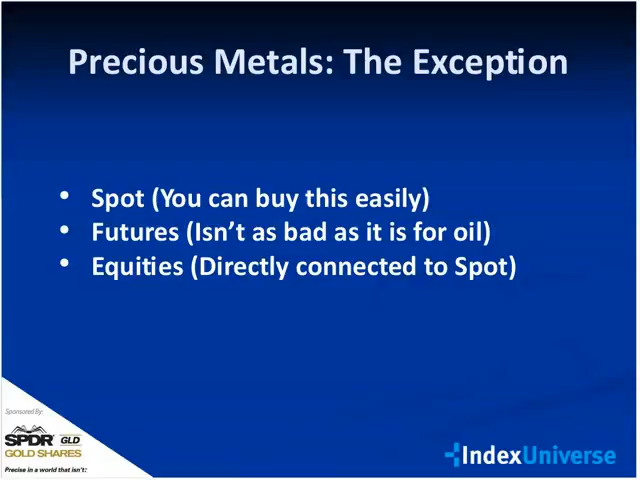 Precious Metals: The Exception
• Spot (You can buy this easily)
• Futures (Isn't as bad as it is for oil)
• Equities (Directly connected to Spot)
Sponsored By:
SPDR® GLD
GOLD SHARES
Precise in a world that isn't:
IndexUniverse